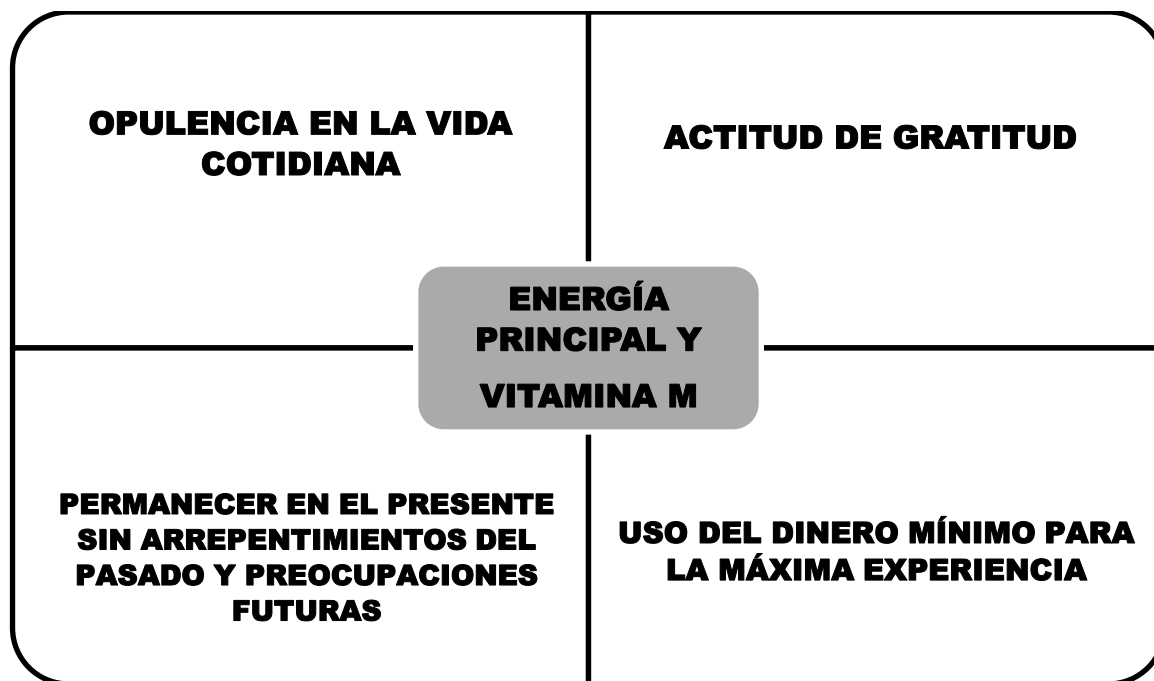 OPULENCIA EN LA VIDA
COTIDIANA
ACTITUD DE GRATITUD
ENERGÍA
PRINCIPAL Y
VITAMINA M
PERMANECER EN EL PRESENTE
SIN ARREPENTIMIENTOS DEL
PASADO Y PREOCUPACIONES
FUTURAS
USO DEL DINERO MÍNIMO PARA
LA MÁXIMA EXPERIENCIA